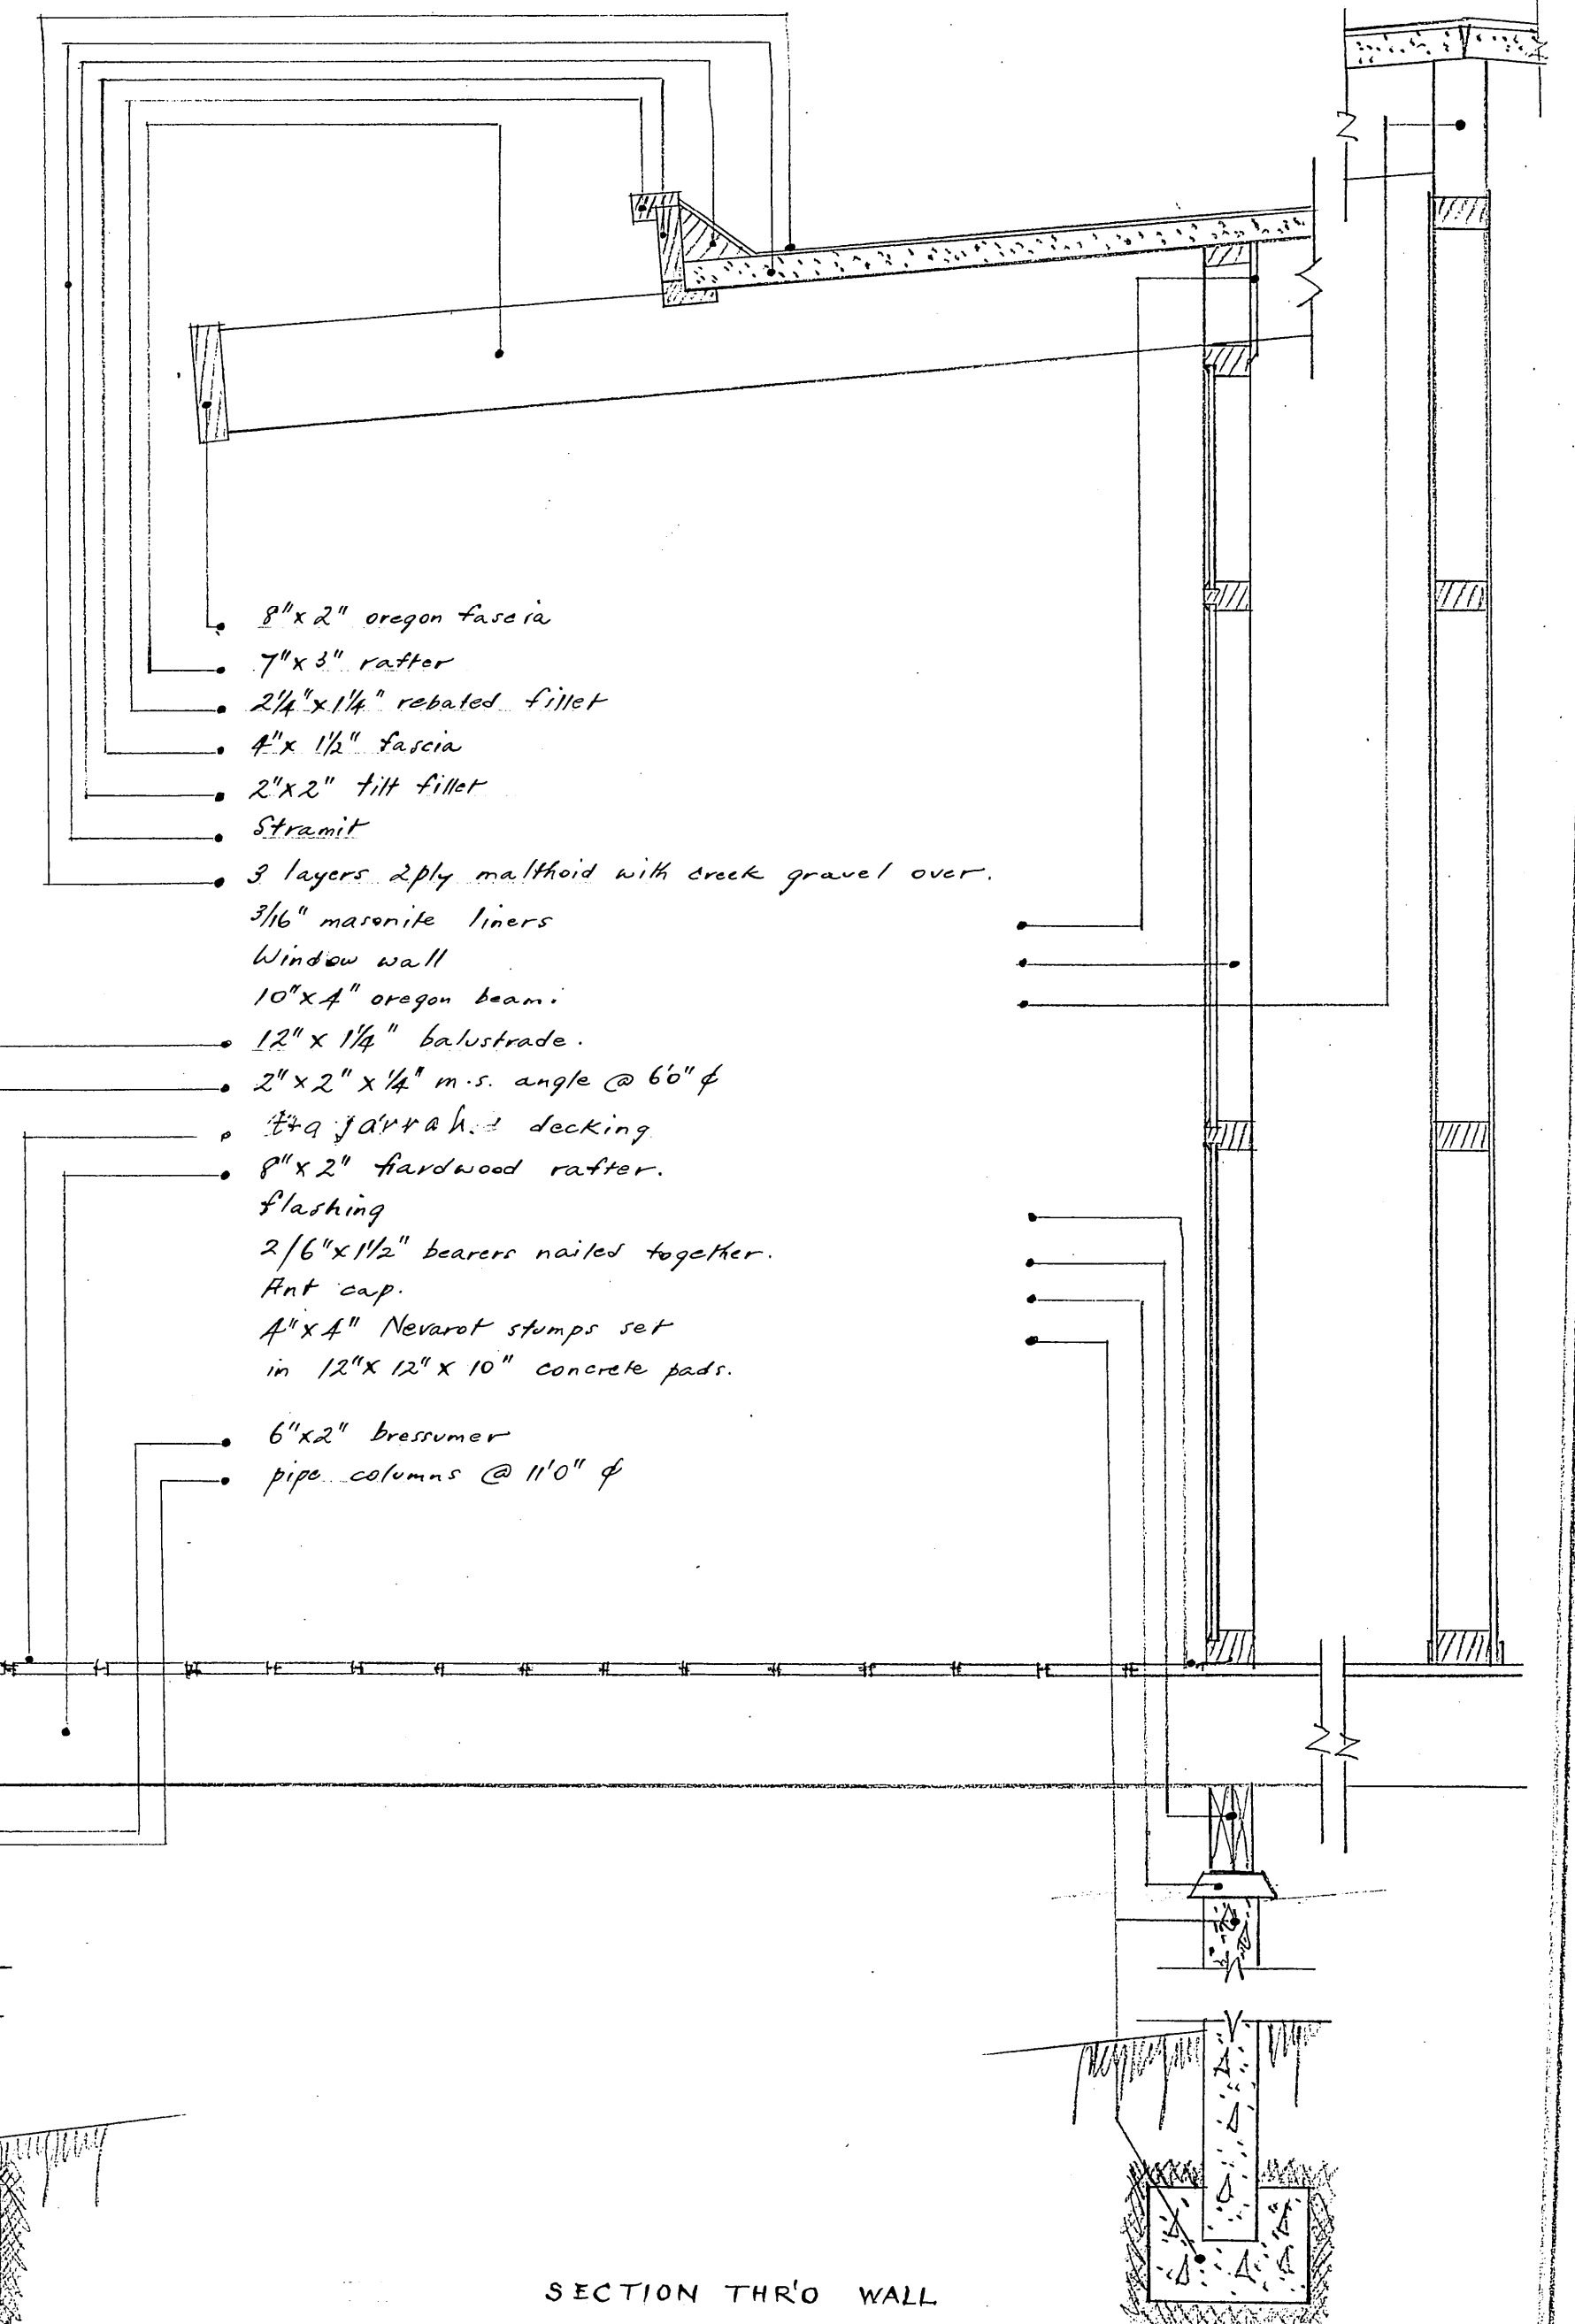 8"x 2" oregon fascia
7"x 3" rafter
2¼"x 1¼" rebated fillet
4"x 1½" fascia
2"x2" tilt fillet
Stramit
3 layers 2ply malthoid with creek gravel over.
3/16" masonite liners
Window wall
10"x 4" oregon beam.
12" x 1¼" balustrade.
2" x 2" x ¼" m.s. angle @ 6'0" ¢
t+g jarrah decking
8"x 2" hardwood rafter.
flashing
2/6"x1½" bearers nailed together.
Ant cap.
4"x 4" Nevarot stumps set
in 12"x 12" x 10" concrete pads.
6"x2" bressumer
pipe columns @ 11'0" ¢
SECTION THR'O WALL